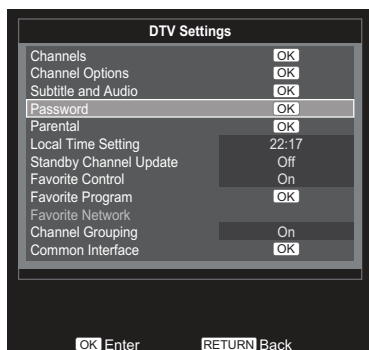 DTV Settings
Channels OK
Channel Options OK
Subtitle and Audio OK
Password OK
Parental OK
Local Time Setting 22:17
Standby Channel Update Off
Favorite Control On
Favorite Program OK
Favorite Network
Channel Grouping On
Common Interface OK
OK Enter RETURN Back